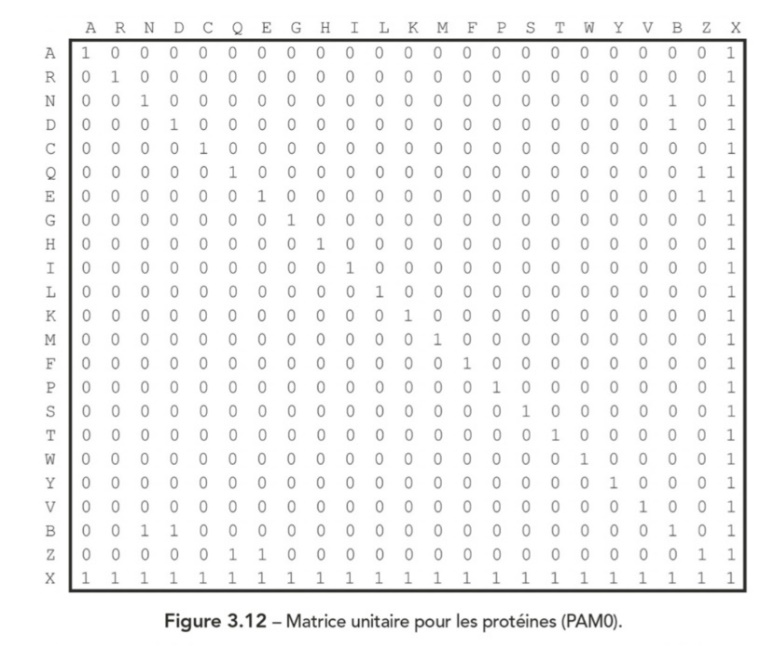 A R N D C Q E G H I L K M F P S T W Y V B Z X
A 1 0 0 0 0 0 0 0 0 0 0 0 0 0 0 0 0 0 0 0 0 0 1
R 0 1 0 0 0 0 0 0 0 0 0 0 0 0 0 0 0 0 0 0 0 0 1
N 0 0 1 0 0 0 0 0 0 0 0 0 0 0 0 0 0 0 0 0 1 0 1
D 0 0 0 1 0 0 0 0 0 0 0 0 0 0 0 0 0 0 0 0 1 0 1
C 0 0 0 0 1 0 0 0 0 0 0 0 0 0 0 0 0 0 0 0 0 0 1
Q 0 0 0 0 0 1 0 0 0 0 0 0 0 0 0 0 0 0 0 0 0 1 1
E 0 0 0 0 0 0 1 0 0 0 0 0 0 0 0 0 0 0 0 0 0 1 1
G 0 0 0 0 0 0 0 1 0 0 0 0 0 0 0 0 0 0 0 0 0 0 1
H 0 0 0 0 0 0 0 0 1 0 0 0 0 0 0 0 0 0 0 0 0 0 1
I 0 0 0 0 0 0 0 0 0 1 0 0 0 0 0 0 0 0 0 0 0 0 1
L 0 0 0 0 0 0 0 0 0 0 1 0 0 0 0 0 0 0 0 0 0 0 1
K 0 0 0 0 0 0 0 0 0 0 0 1 0 0 0 0 0 0 0 0 0 0 1
M 0 0 0 0 0 0 0 0 0 0 0 0 1 0 0 0 0 0 0 0 0 0 1
F 0 0 0 0 0 0 0 0 0 0 0 0 0 1 0 0 0 0 0 0 0 0 1
P 0 0 0 0 0 0 0 0 0 0 0 0 0 0 1 0 0 0 0 0 0 0 1
S 0 0 0 0 0 0 0 0 0 0 0 0 0 0 0 1 0 0 0 0 0 0 1
T 0 0 0 0 0 0 0 0 0 0 0 0 0 0 0 0 1 0 0 0 0 0 1
W 0 0 0 0 0 0 0 0 0 0 0 0 0 0 0 0 0 1 0 0 0 0 1
Y 0 0 0 0 0 0 0 0 0 0 0 0 0 0 0 0 0 0 1 0 0 0 1
V 0 0 0 0 0 0 0 0 0 0 0 0 0 0 0 0 0 0 0 1 0 0 1
B 0 0 1 1 0 0 0 0 0 0 0 0 0 0 0 0 0 0 0 0 1 0 1
Z 0 0 0 0 0 1 1 0 0 0 0 0 0 0 0 0 0 0 0 0 0 1 1
X 1 1 1 1 1 1 1 1 1 1 1 1 1 1 1 1 1 1 1 1 1 1 1
Figure 3.12 – Matrice unitaire pour les protéines (PAM0).